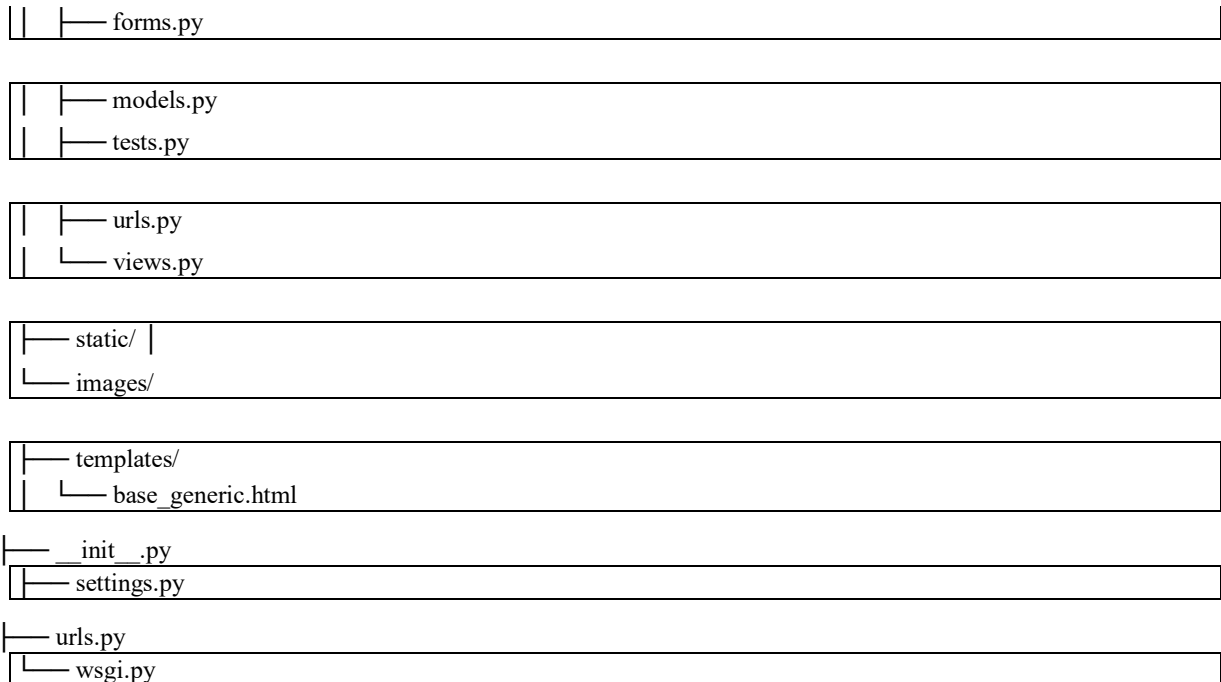 │   ├── forms.py
│   ├── models.py
│   ├── tests.py
│   ├── urls.py
│   └── views.py
├── static/ │
└── images/
├── templates/
│   └── base_generic.html
├── __init__.py
├── settings.py
├── urls.py
└── wsgi.py